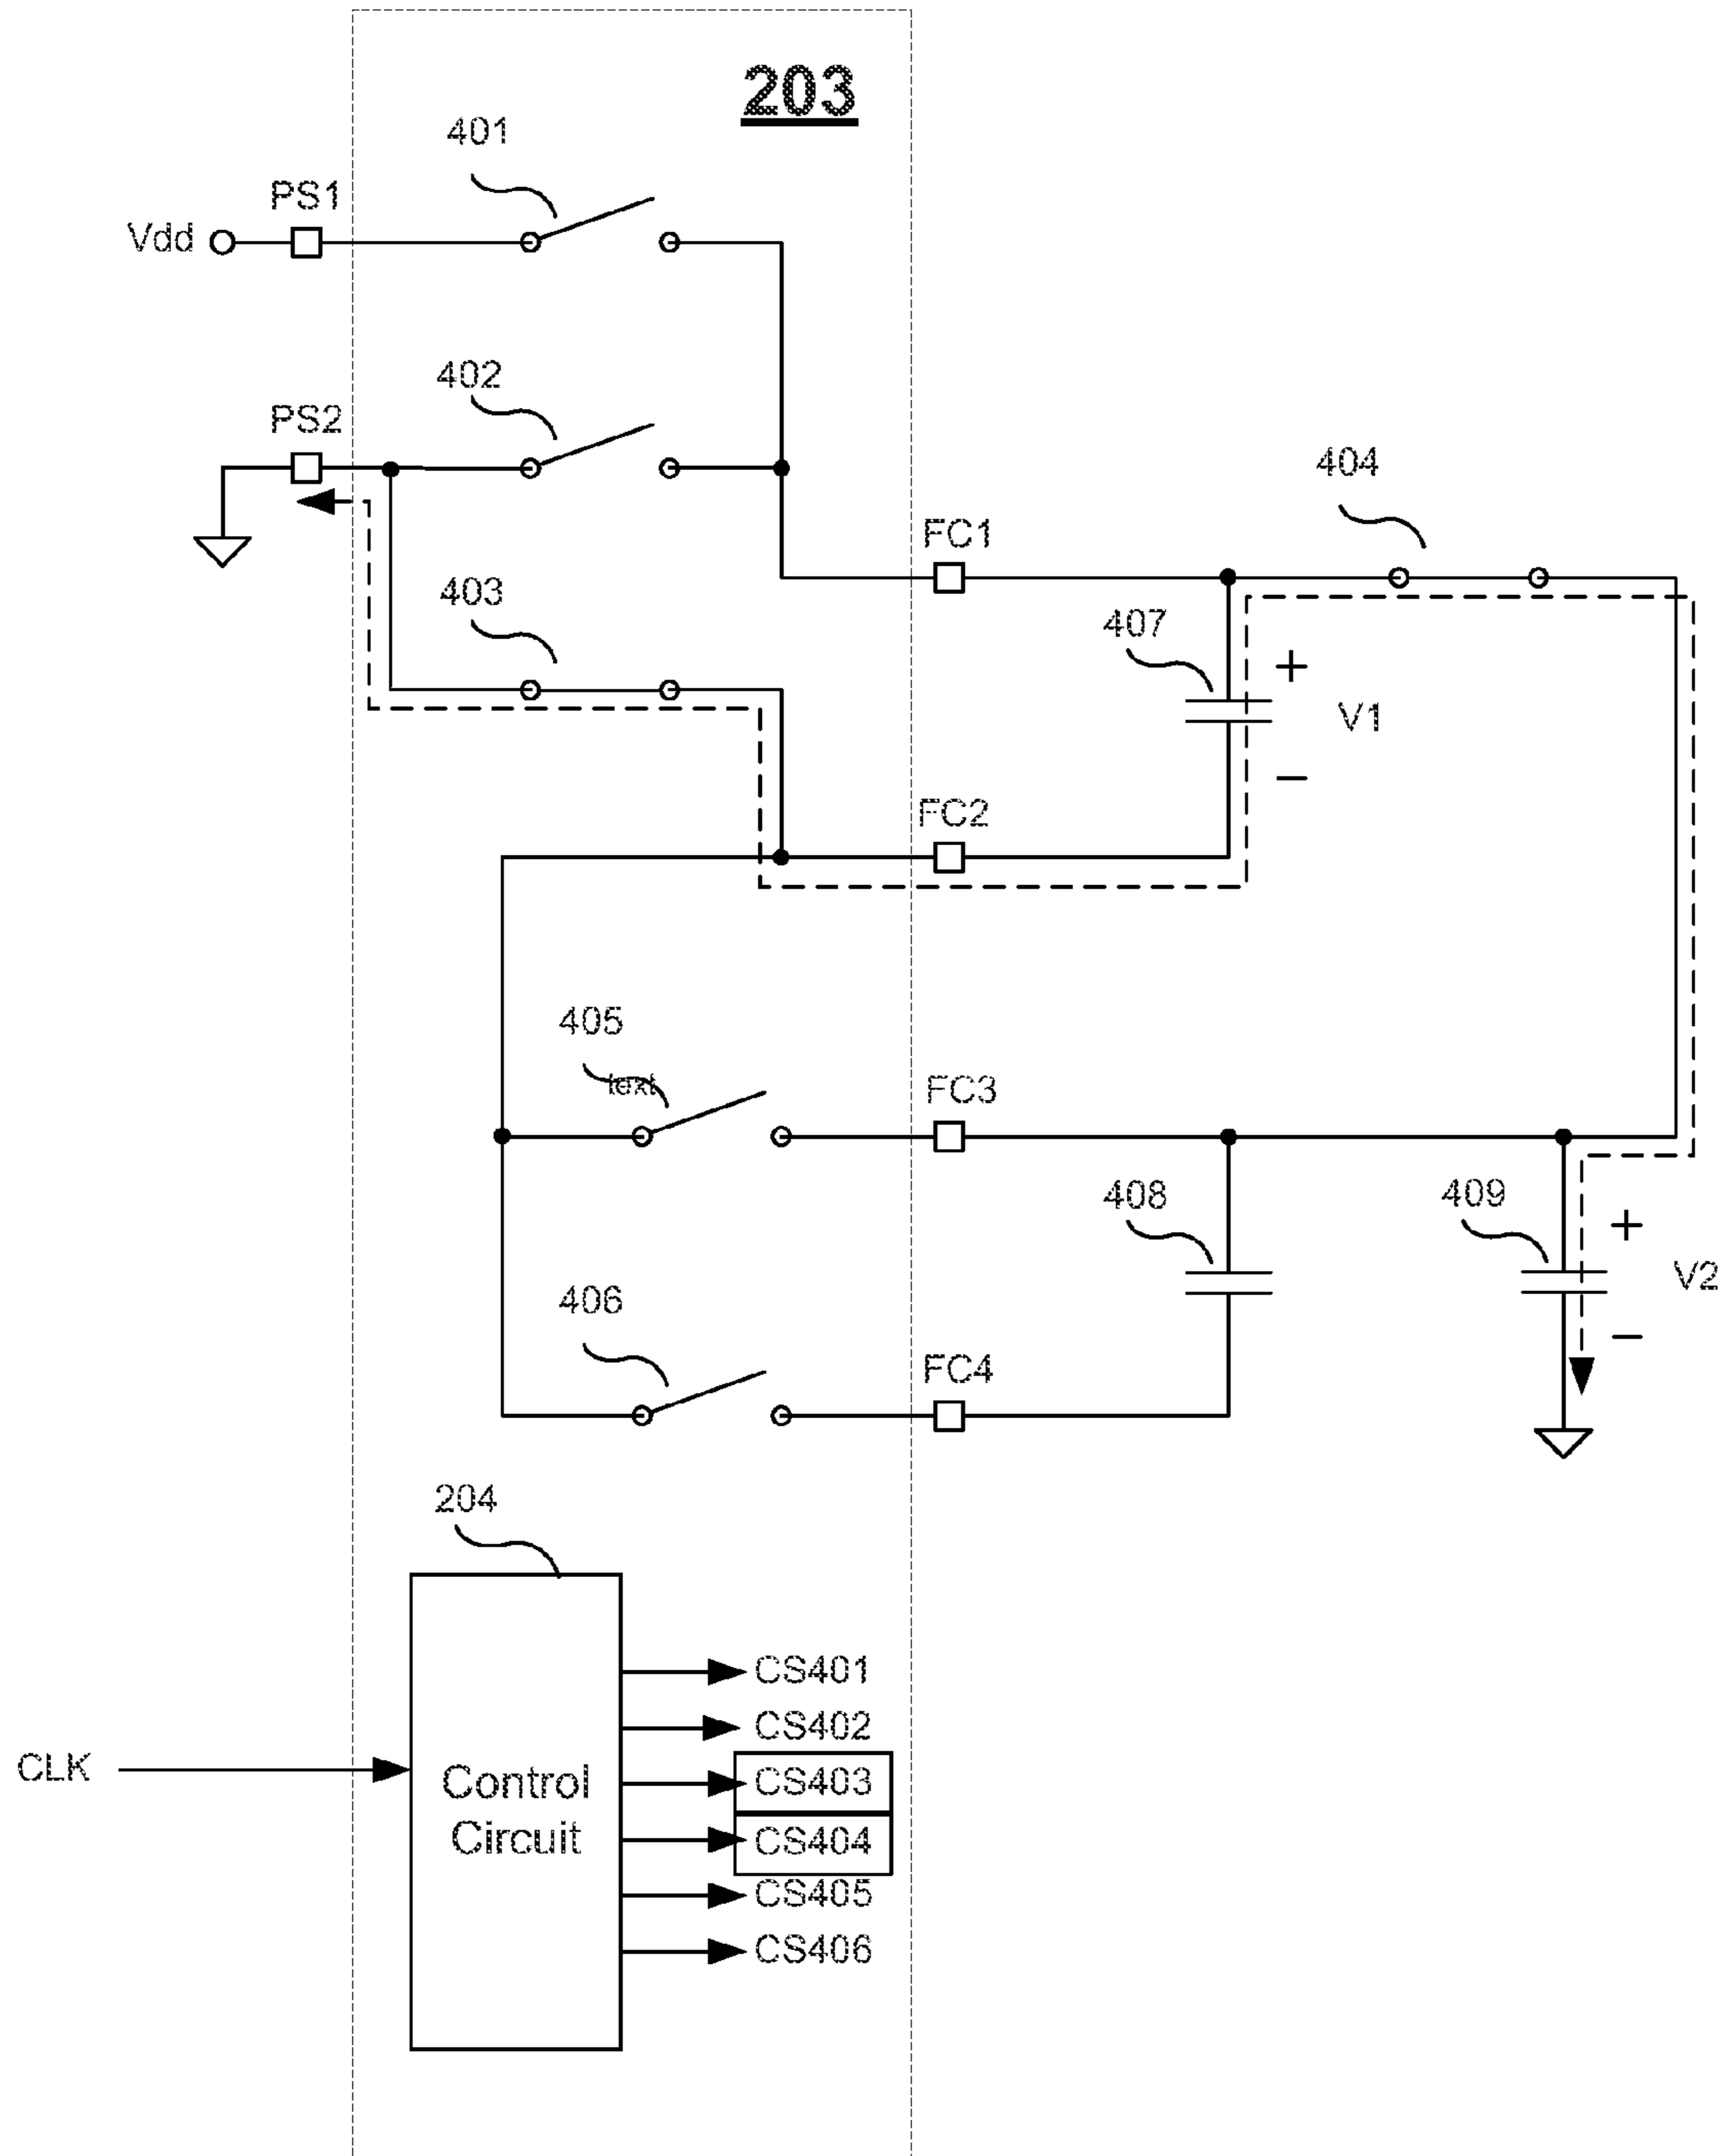 203
401
PS1
Vdd
402
PS2
404
FC1
403
407
+
V1
−
FC2
405
text
FC3
408
409
+
V2
−
406
FC4
204
CS401
CS402
CLK
Control
Circuit
CS403
CS404
CS405
CS406